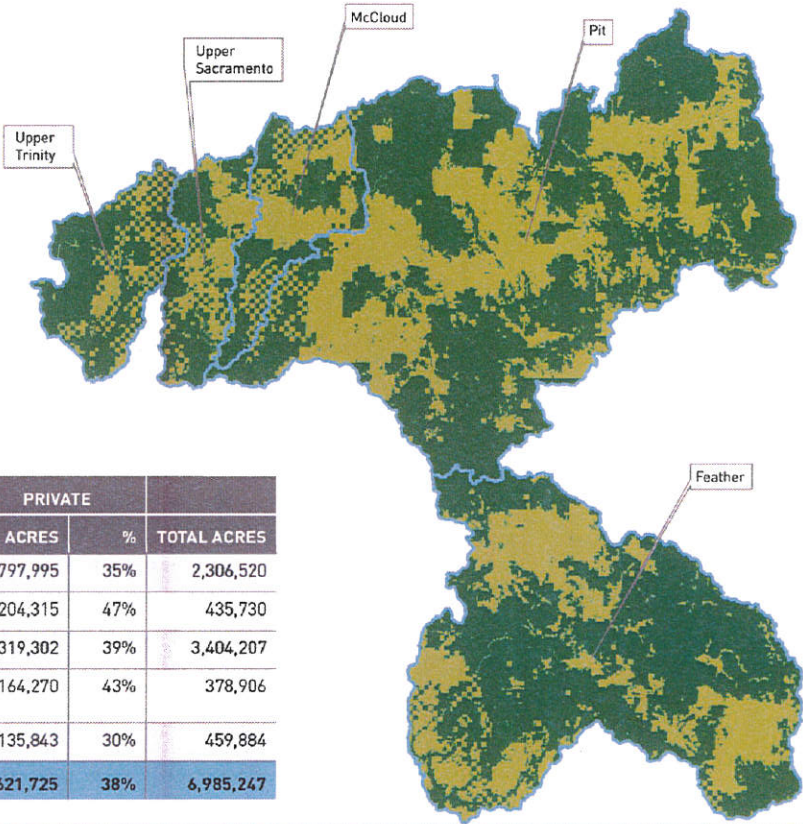 McCloud
Pit
Upper
Sacramento
Upper
Trinity
Feather
PRIVATE
ACRES % TOTAL ACRES
797,995 35% 2,306,520
204,315 47% 435,730
319,302 39% 3,404,207
164,270 43% 378,906
135,843 30% 459,884
621,725 38% 6,985,247